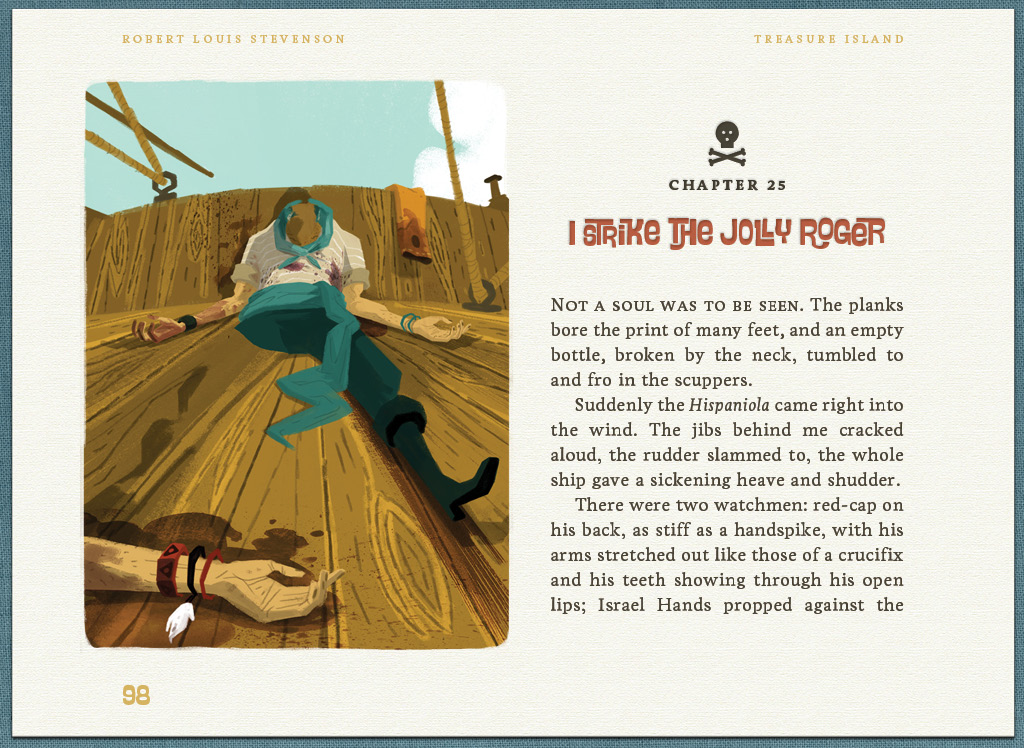 ROBERT LOUIS STEVENSON
TREASURE ISLAND
CHAPTER 25
I STRIKE THE JOLLY ROGER
NOT A SOUL WAS TO BE SEEN. The planks
bore the print of many feet, and an empty
bottle, broken by the neck, tumbled to
and fro in the scuppers.
Suddenly the Hispaniola came right into
the wind. The jibs behind me cracked
aloud, the rudder slammed to, the whole
ship gave a sickening heave and shudder.
There were two watchmen: red-cap on
his back, as stiff as a handspike, with his
arms stretched out like those of a crucifix
and his teeth showing through his open
lips; Israel Hands propped against the
98